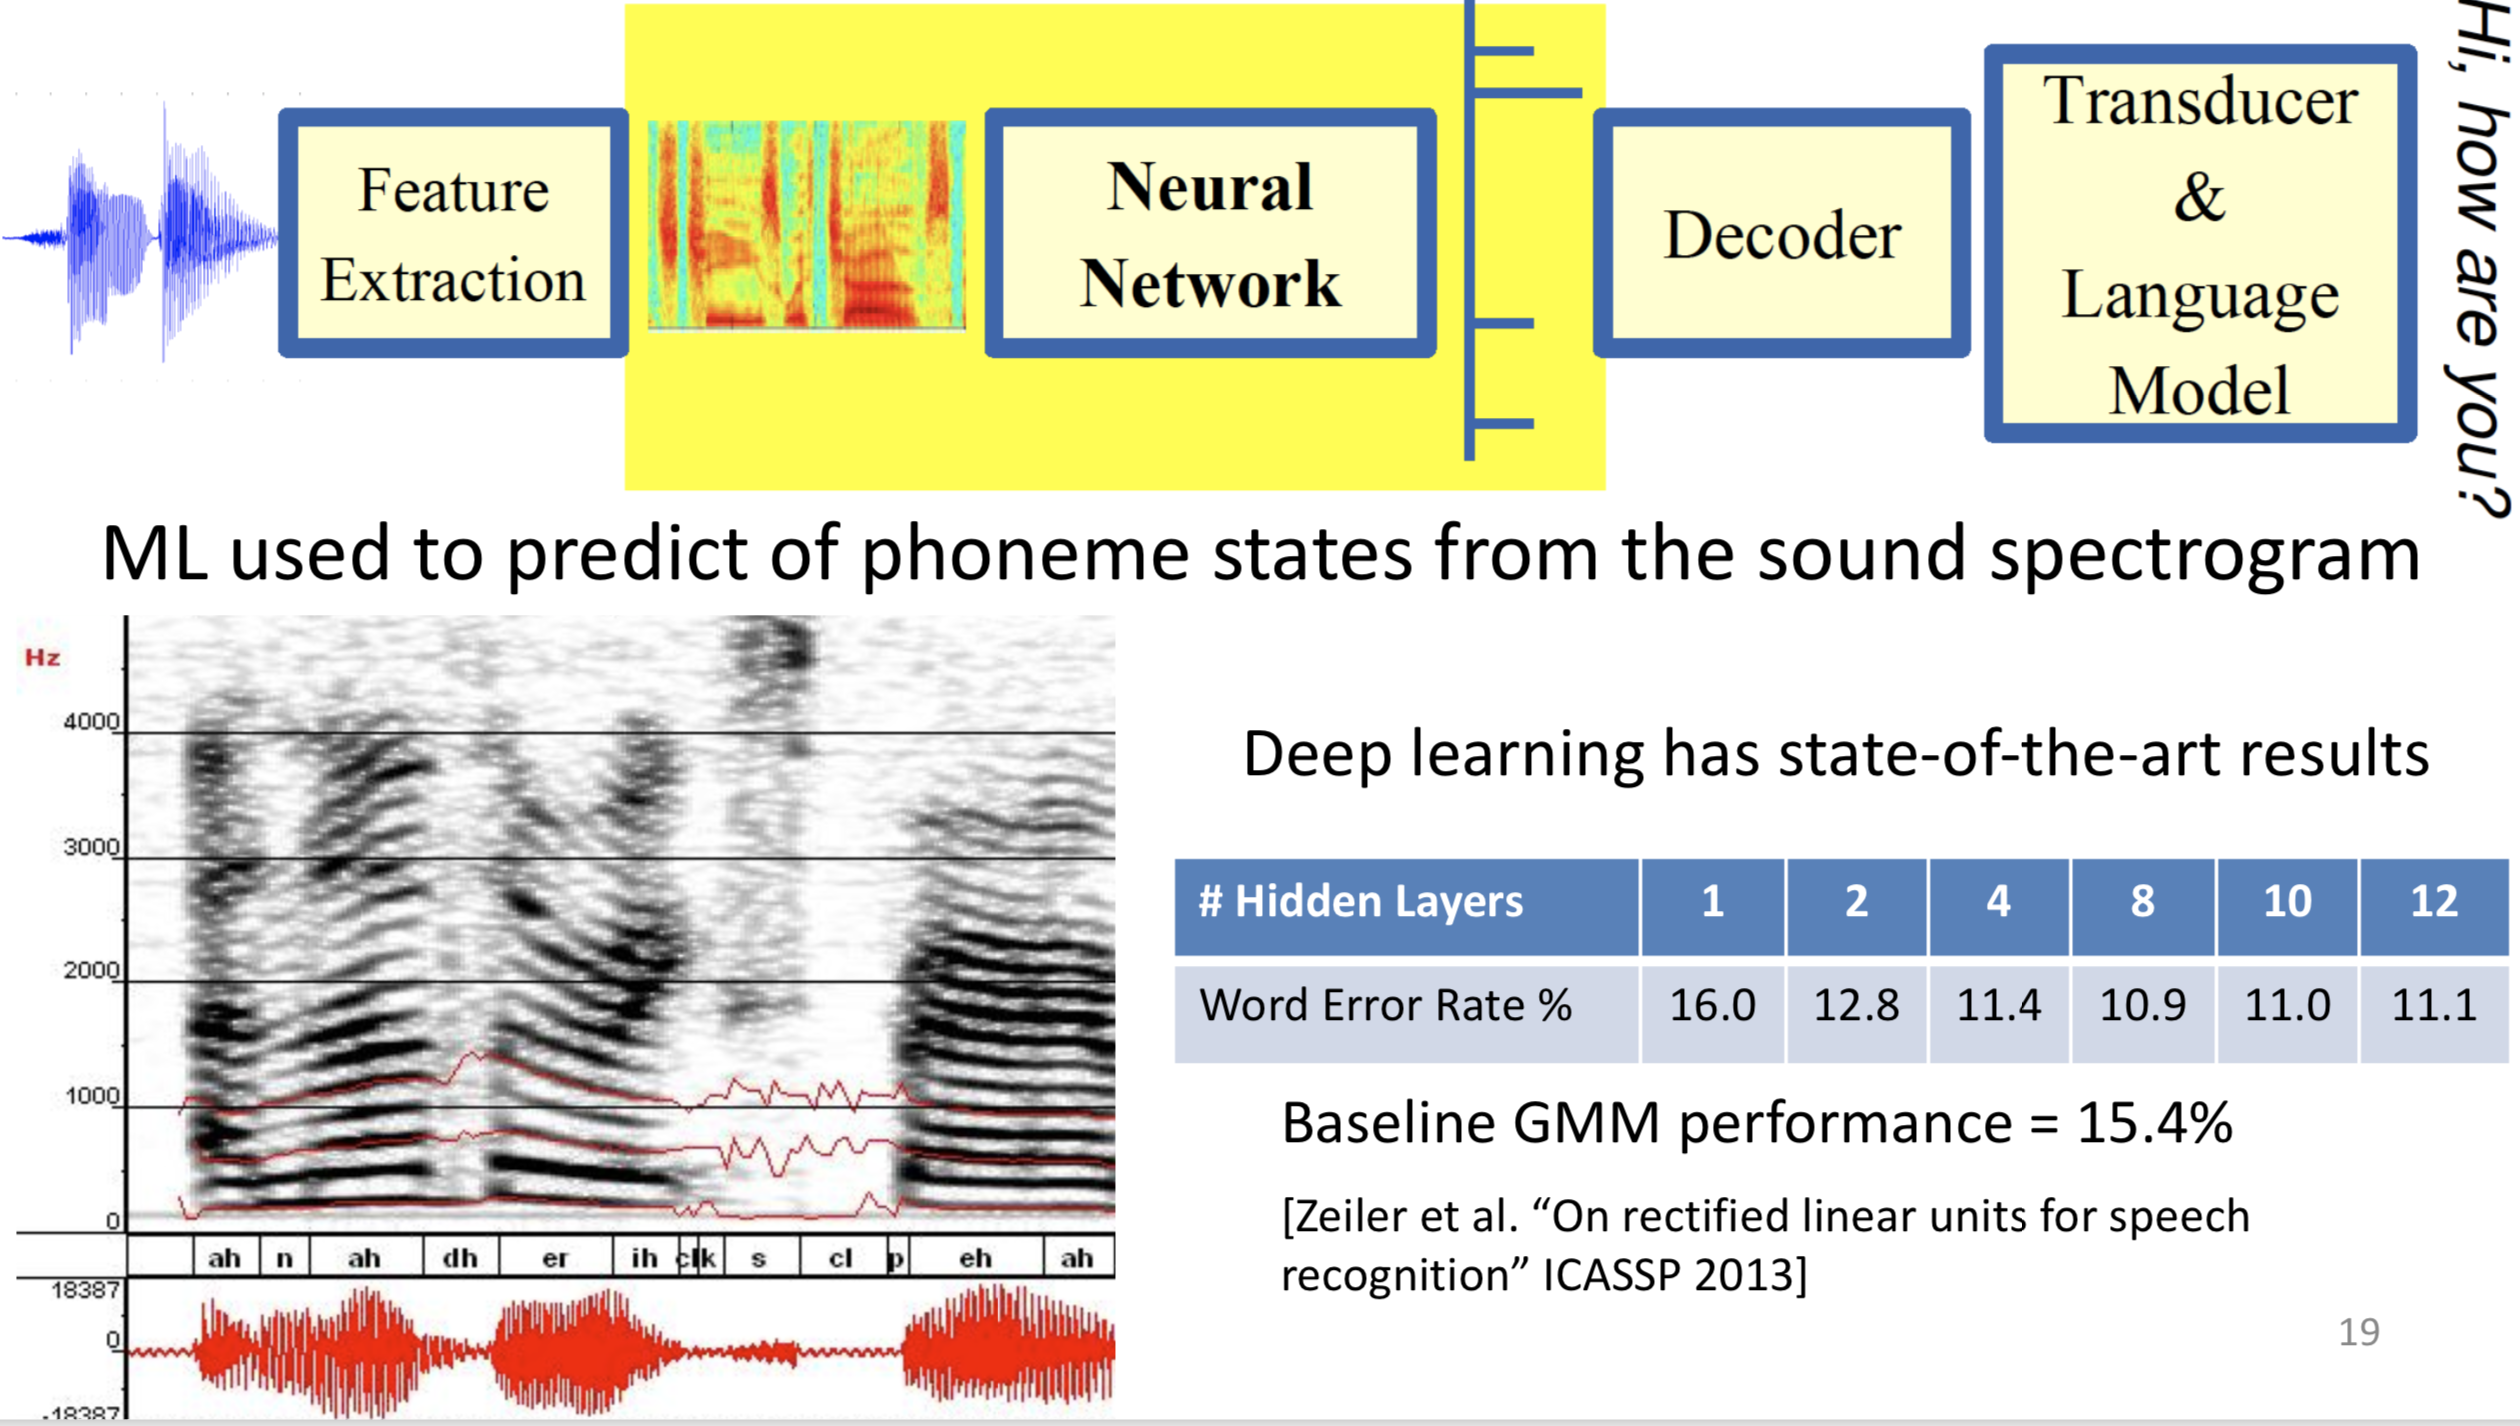 Feature
Extraction
Neural
Network
Decoder
Transducer
&
Language
Model
Hi, how are you?
ML used to predict of phoneme states from the sound spectrogram
Hz
4000
3000
2000
1000
0
ah n ah dh er ih cl k s cl p eh ah
18387
0
-18387
Deep learning has state-of-the-art results
# Hidden Layers 1 2 4 8 10 12
Word Error Rate % 16.0 12.8 11.4 10.9 11.0 11.1
Baseline GMM performance = 15.4%
[Zeiler et al. “On rectified linear units for speech
recognition” ICASSP 2013]
19